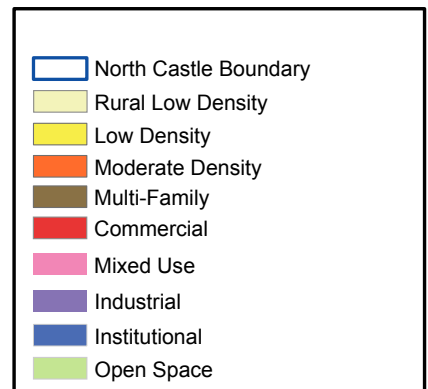 North Castle Boundary
Rural Low Density
Low Density
Moderate Density
Multi-Family
Commercial
Mixed Use
Industrial
Institutional
Open Space